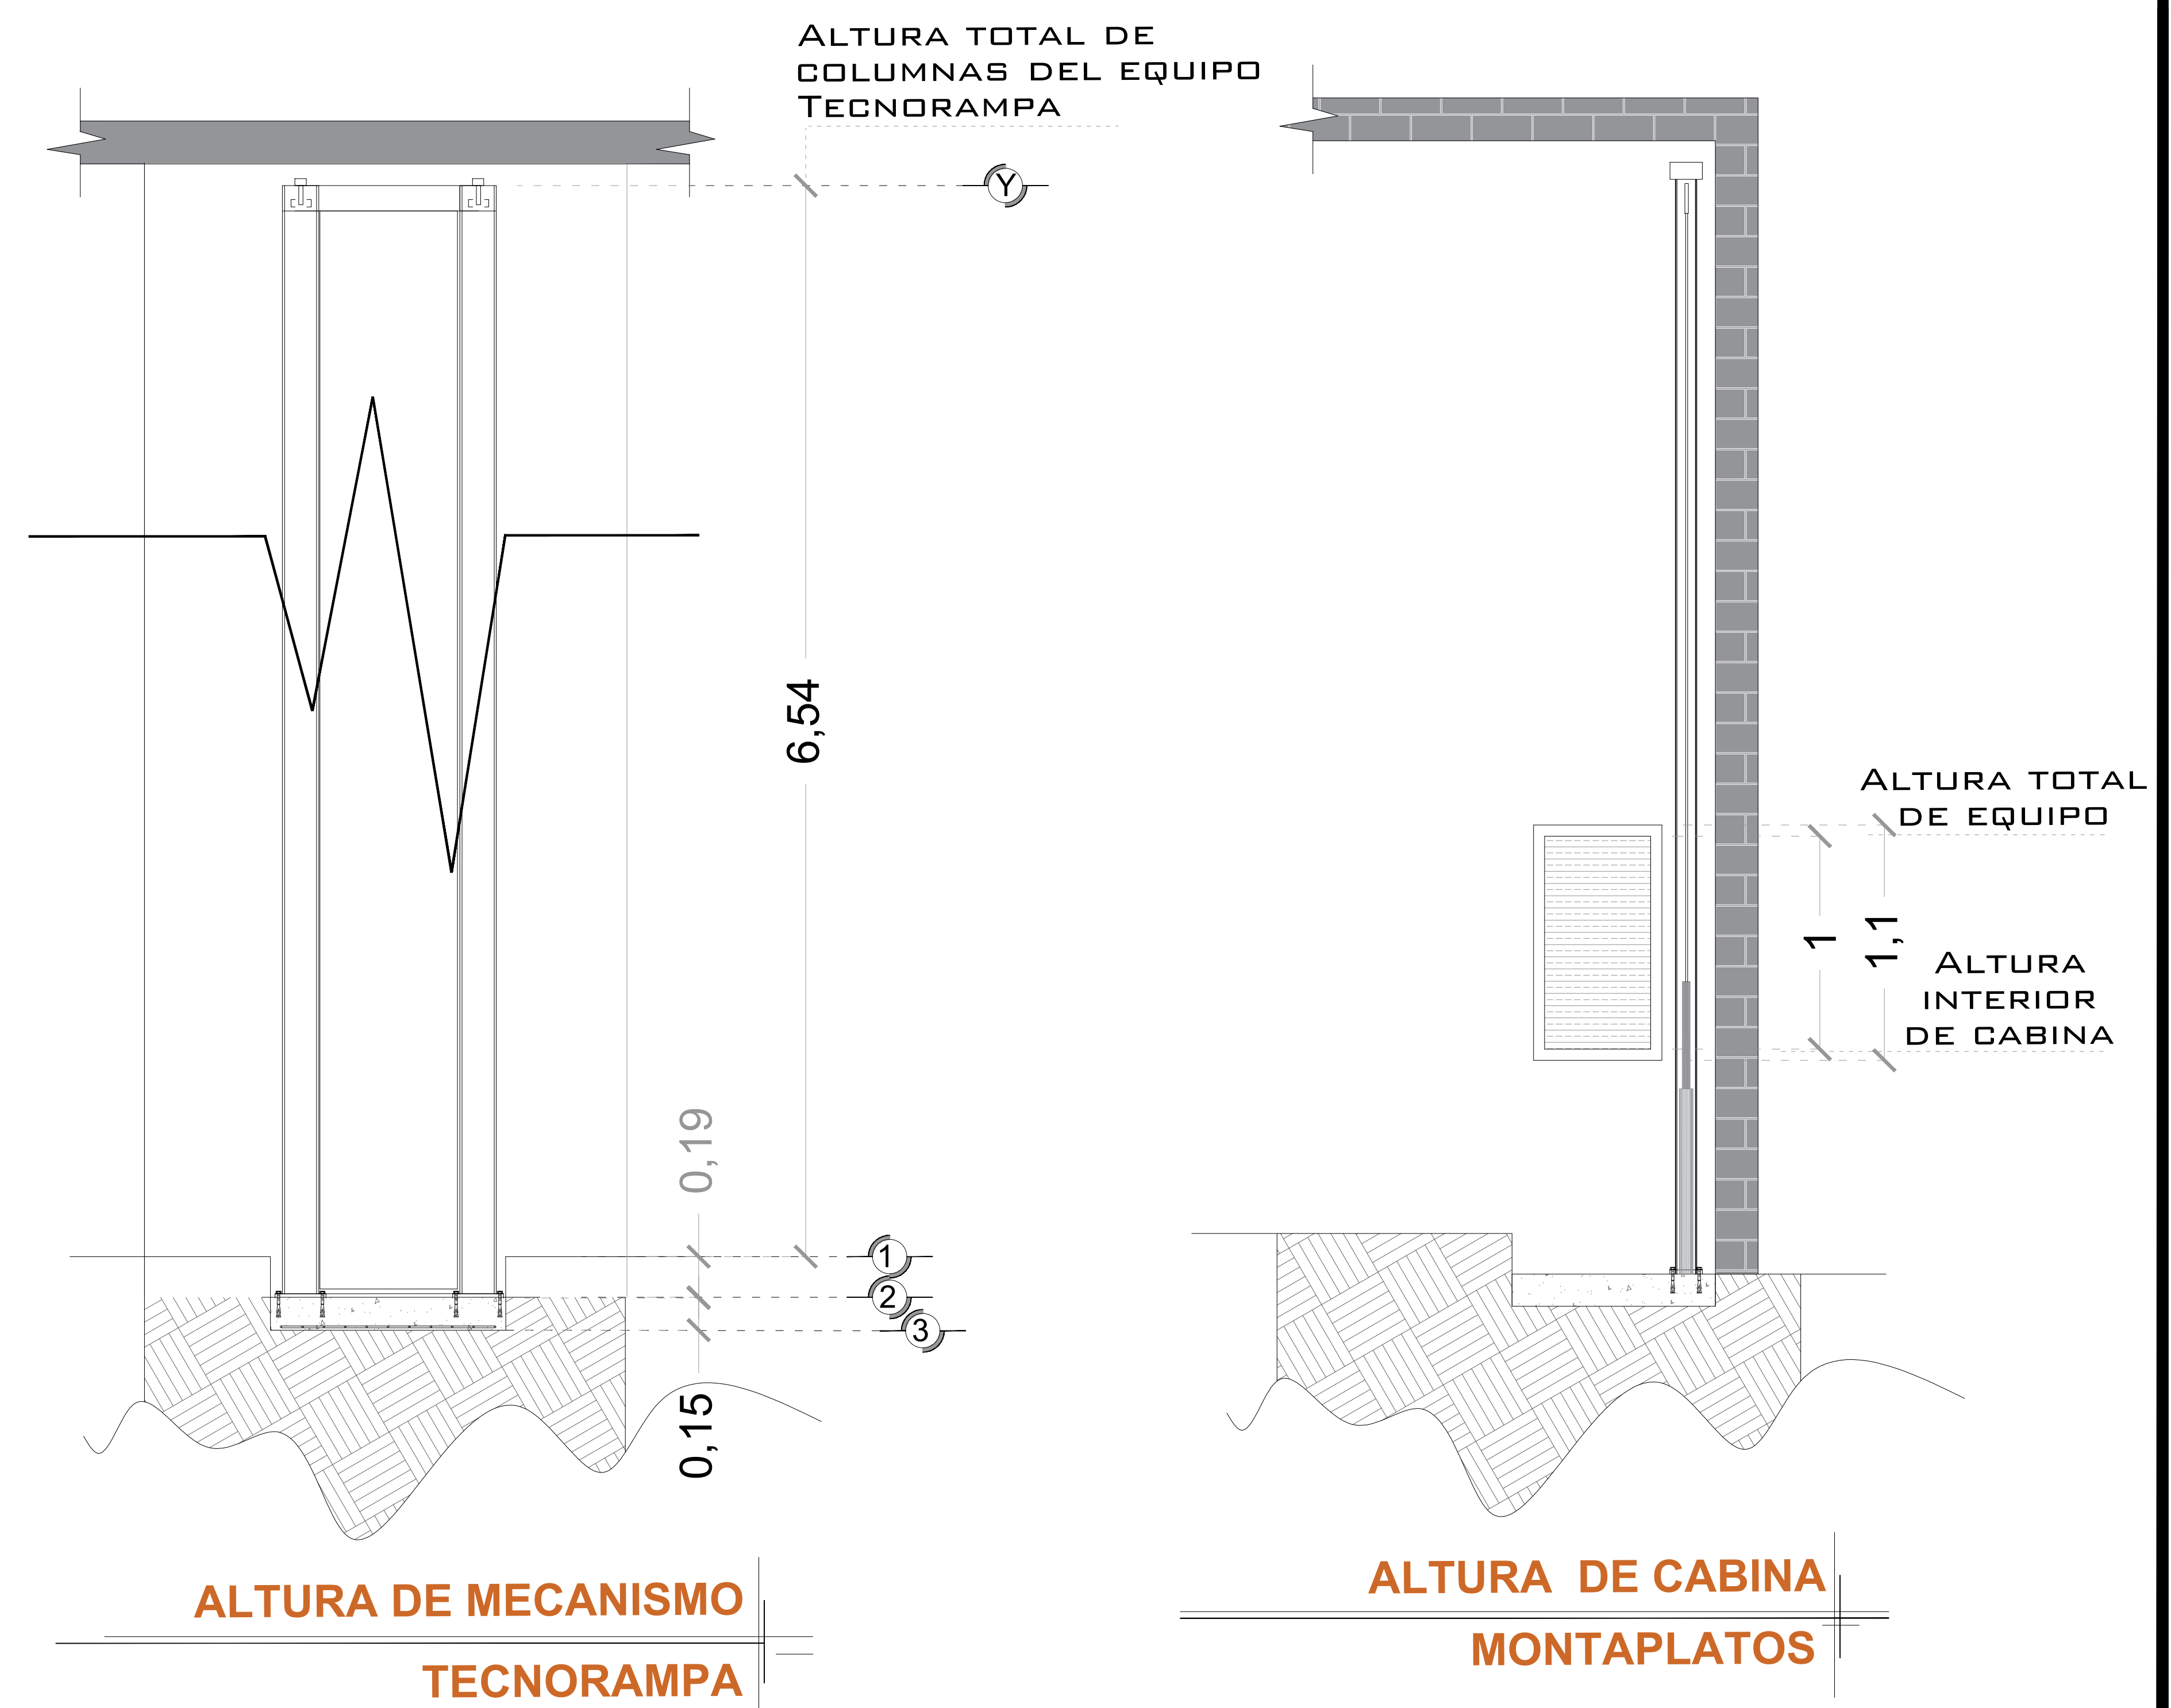 ALTURA TOTAL DE
COLUMNAS DEL EQUIPO
TECNORAMPA
Y
6,54
0,19
1
2
3
0,15
ALTURA DE MECANISMO
TECNORAMPA
ALTURA TOTAL
DE EQUIPO
1
1,1
ALTURA
INTERIOR
DE CABINA
ALTURA DE CABINA
MONTAPLATOS